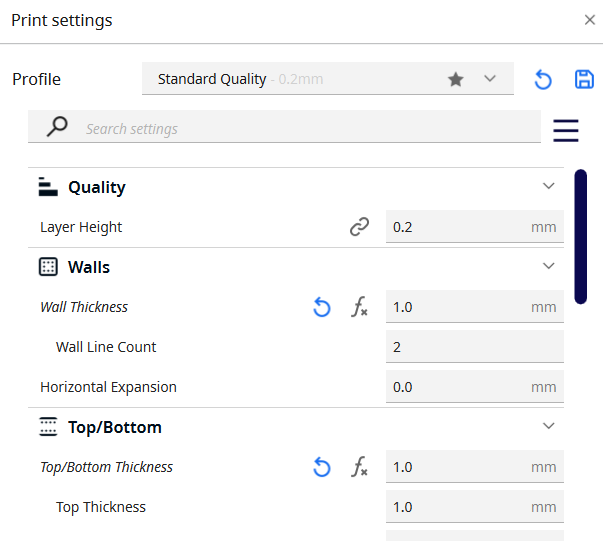 Print settings
Profile
Standard Quality - 0.2mm
Search settings
Quality
Layer Height 0.2 mm
Walls
Wall Thickness fx 1.0 mm
Wall Line Count 2
Horizontal Expansion 0.0 mm
Top/Bottom
Top/Bottom Thickness fx 1.0 mm
Top Thickness 1.0 mm